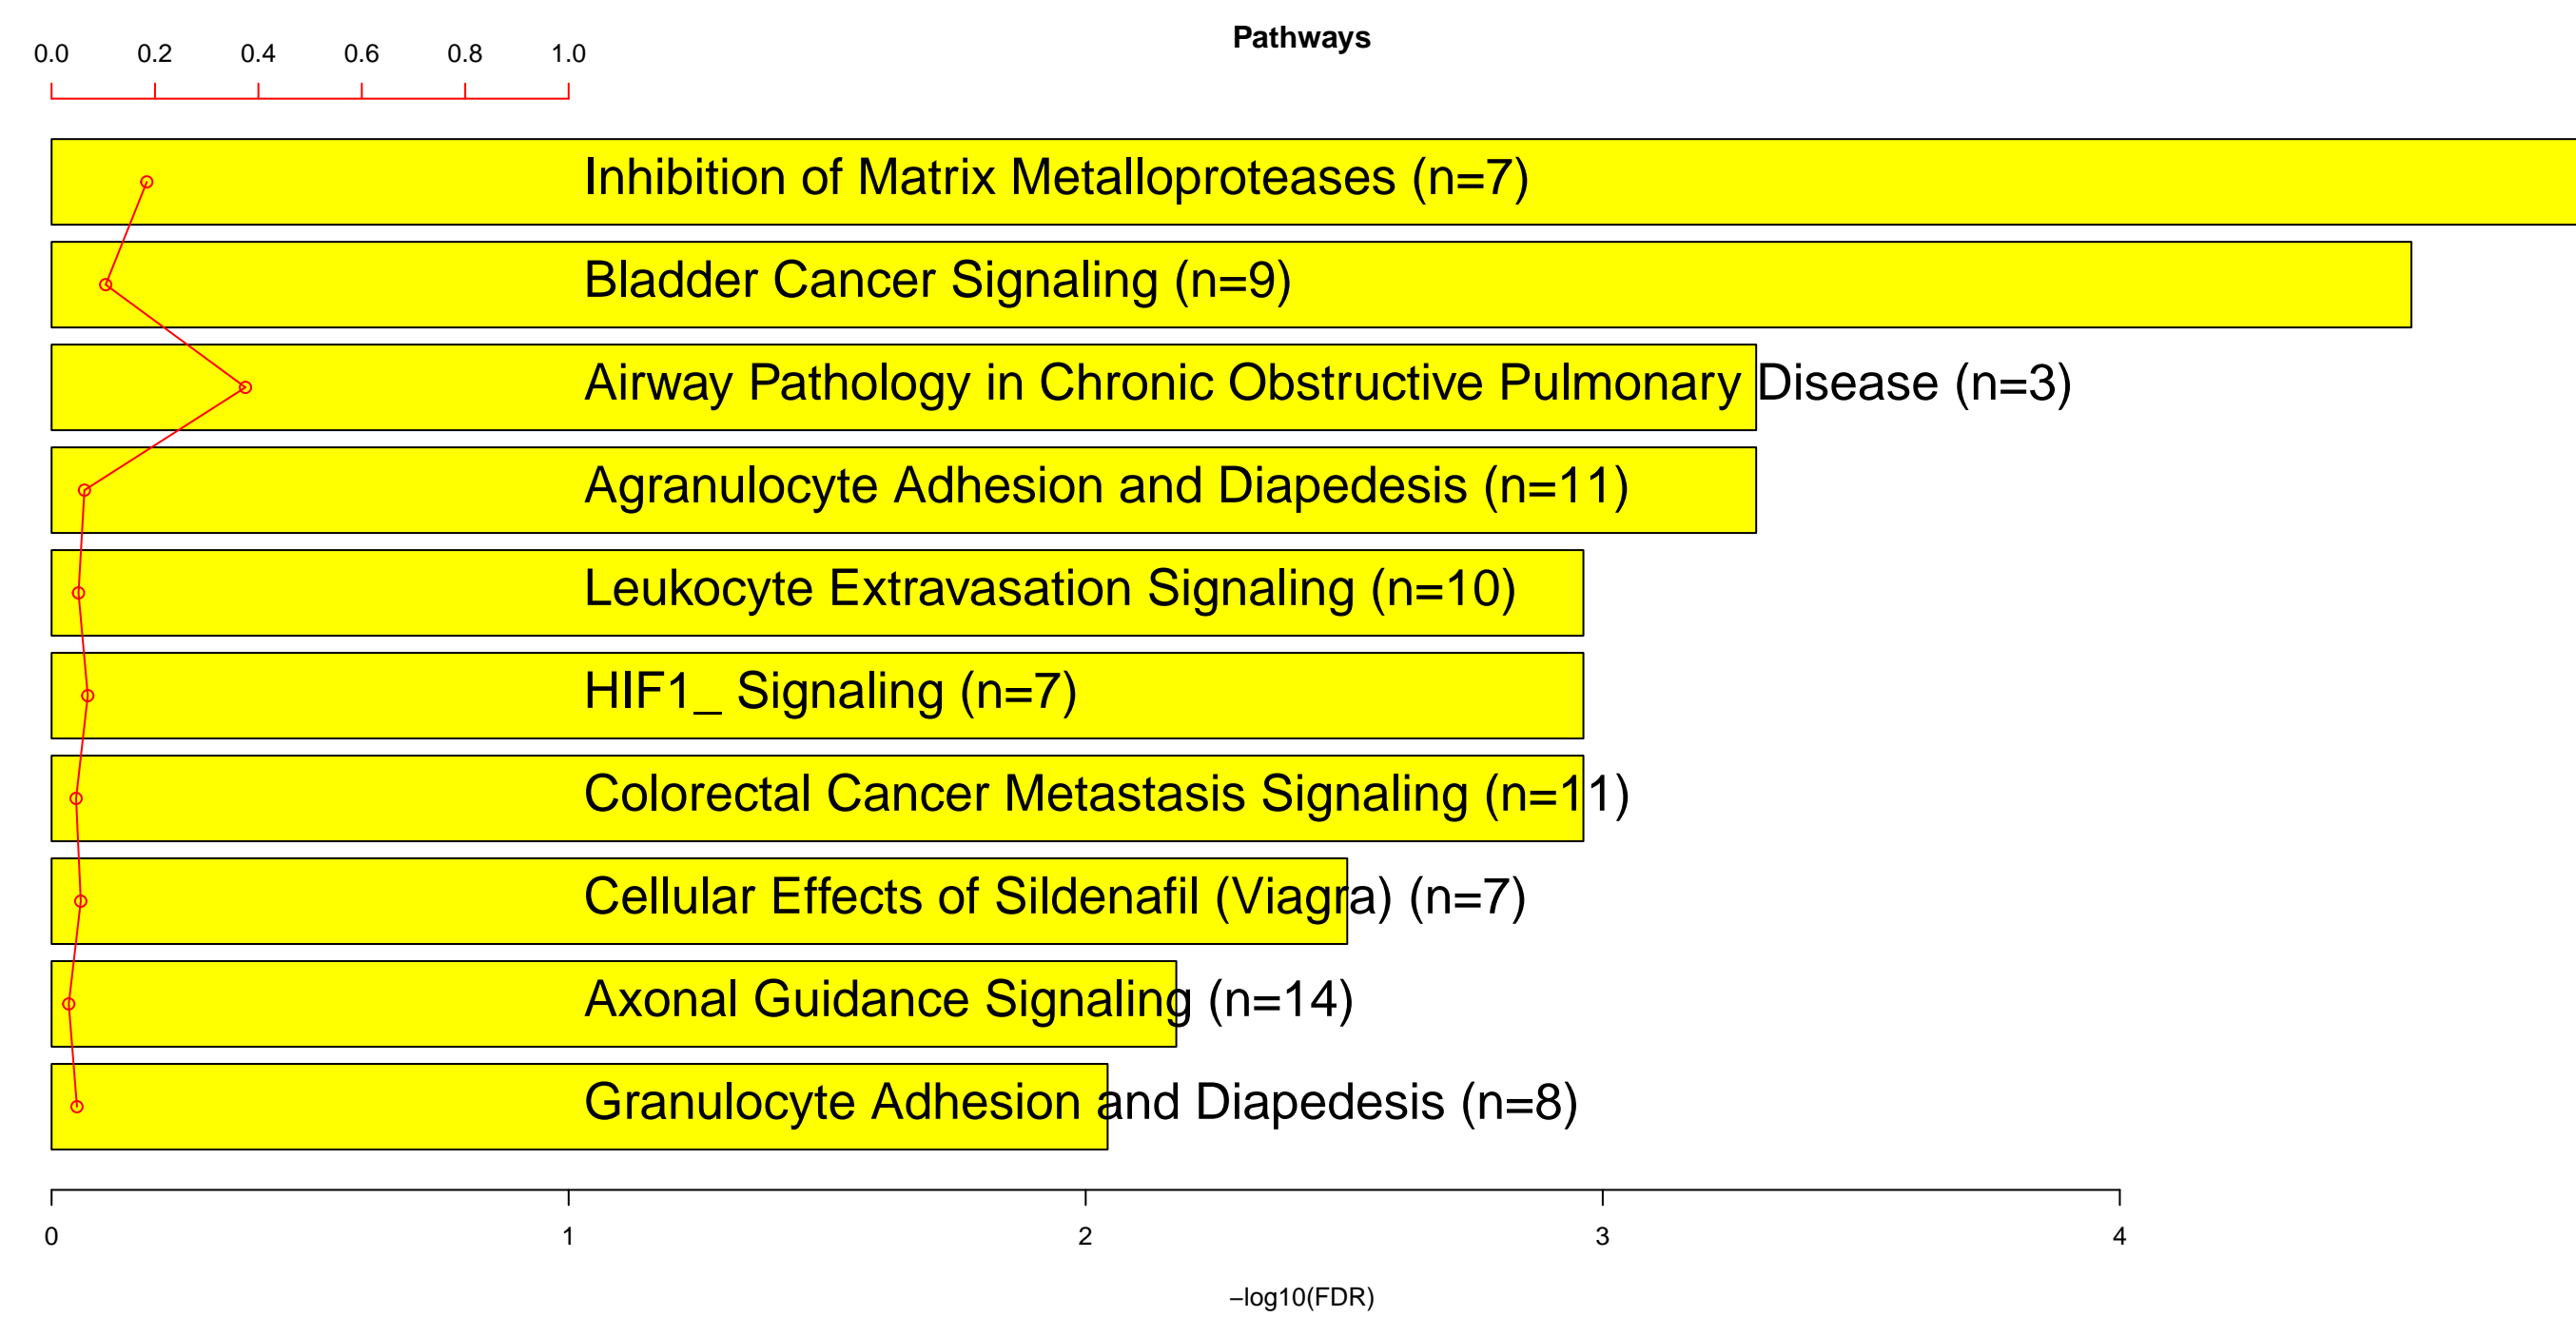 Pathways
0.0 0.2 0.4 0.6 0.8 1.0
Inhibition of Matrix Metalloproteases (n=7)
Bladder Cancer Signaling (n=9)
Airway Pathology in Chronic Obstructive Pulmonary Disease (n=3)
Agranulocyte Adhesion and Diapedesis (n=11)
Leukocyte Extravasation Signaling (n=10)
HIF1_ Signaling (n=7)
Colorectal Cancer Metastasis Signaling (n=11)
Cellular Effects of Sildenafil (Viagra) (n=7)
Axonal Guidance Signaling (n=14)
Granulocyte Adhesion and Diapedesis (n=8)
0 1 2 3 4
−log10(FDR)